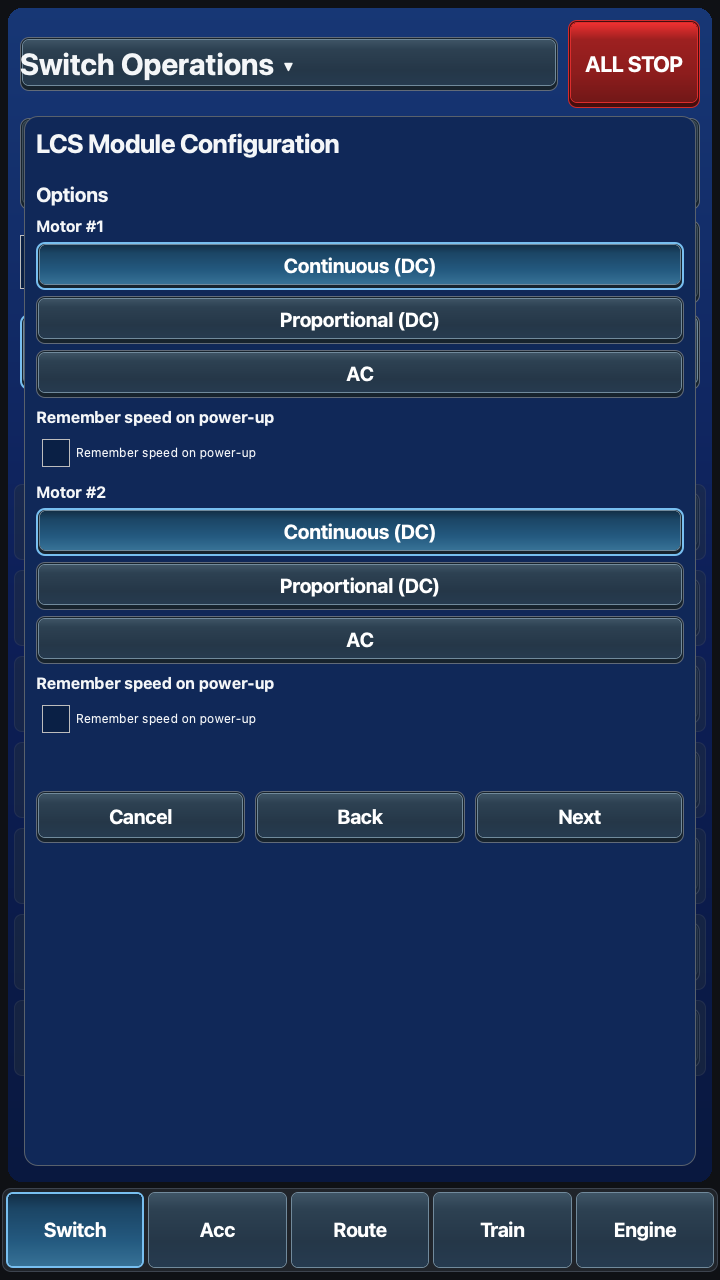 Switch Operations ▾
ALL STOP
LCS Module Configuration
Options
Motor #1
Continuous (DC)
Proportional (DC)
AC
Remember speed on power-up
Remember speed on power-up
Motor #2
Continuous (DC)
Proportional (DC)
AC
Remember speed on power-up
Remember speed on power-up
Cancel Back Next
Switch Acc Route Train Engine